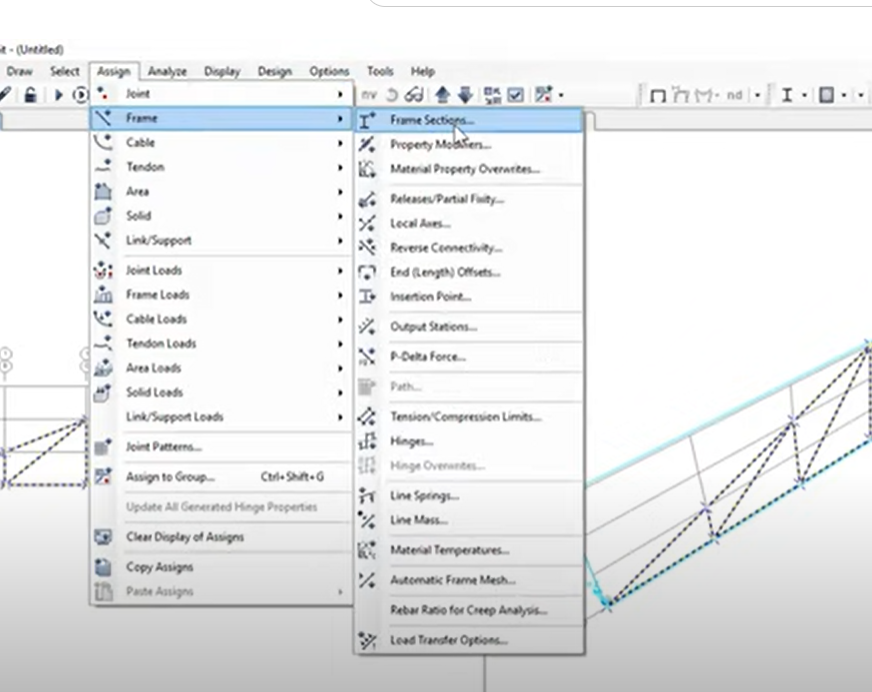 it - (Untitled)
Draw Select Assign Analyze Display Design Options Tools Help
nv nd
Joint
Frame
Cable
Tendon
Area
Solid
Link/Support
Joint Loads
Frame Loads
Cable Loads
Tendon Loads
Area Loads
Solid Loads
Link/Support Loads
Joint Patterns...
Assign to Group... Ctrl+Shift+G
Update All Generated Hinge Properties
Clear Display of Assigns
Copy Assigns
Paste Assigns
Frame Sections...
Property Modifiers...
Material Property Overwrites...
Releases/Partial Fixity...
Local Axes...
Reverse Connectivity...
End (Length) Offsets...
Insertion Point...
Output Stations...
P-Delta Force...
Path...
Tension/Compression Limits...
Hinges...
Hinge Overwrites...
Line Springs...
Line Mass...
Material Temperatures...
Automatic Frame Mesh...
Rebar Ratio for Creep Analysis...
Load Transfer Options...